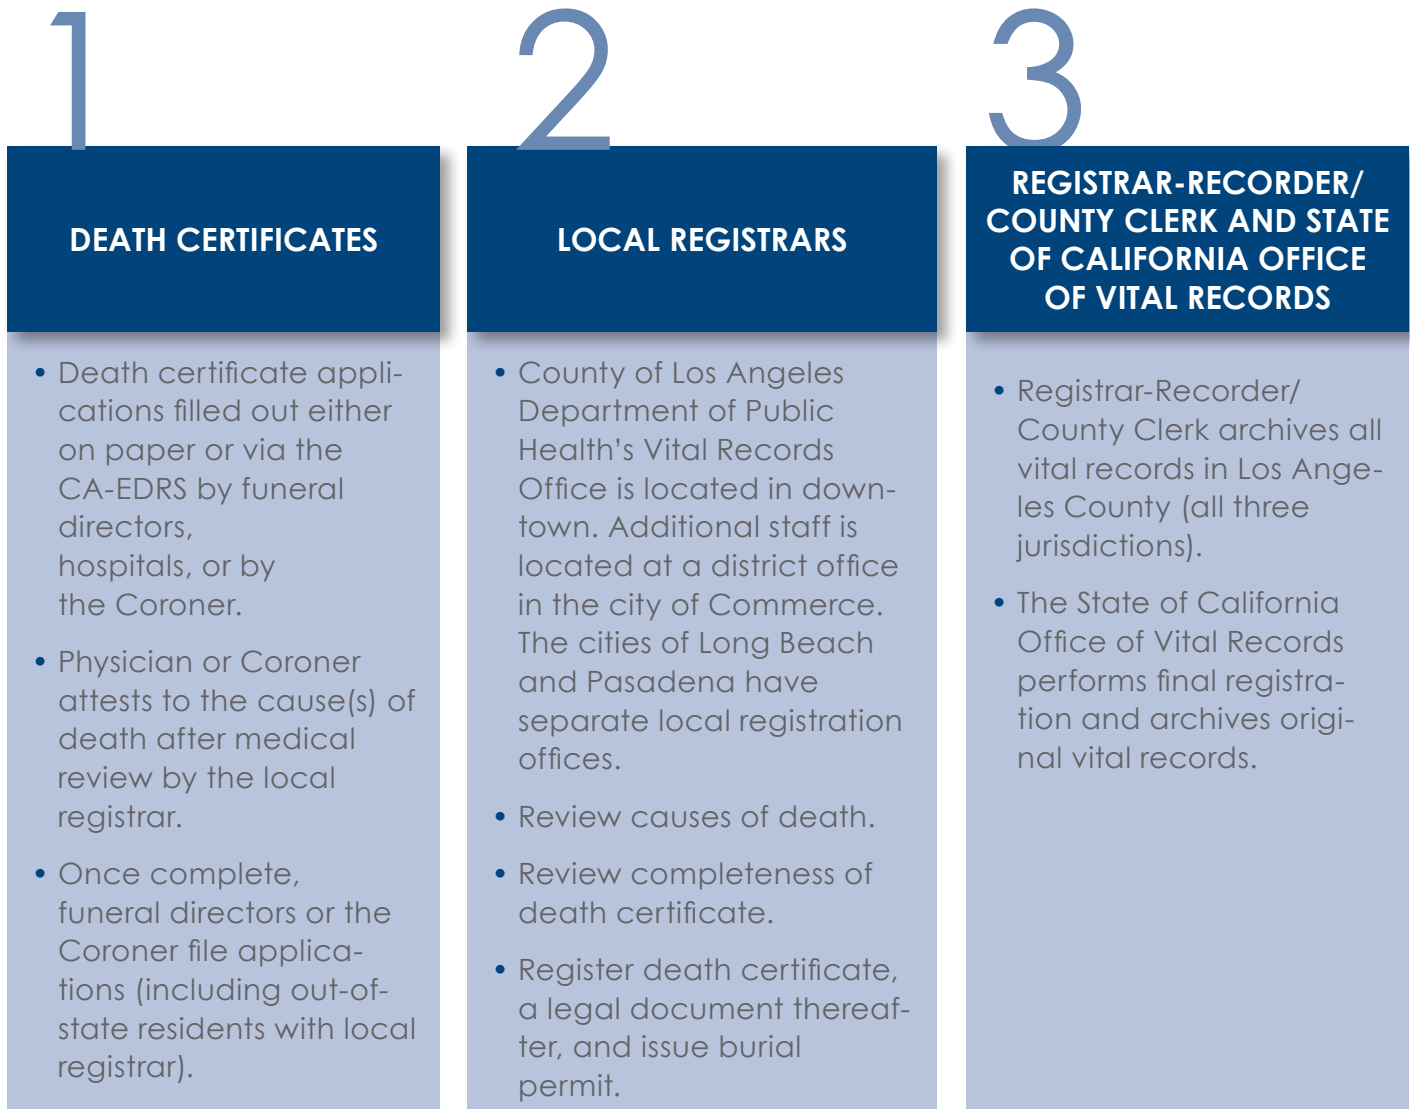 1
DEATH CERTIFICATES
• Death certificate appli-
cations filled out either
on paper or via the
CA-EDRS by funeral
directors,
hospitals, or by
the Coroner.
• Physician or Coroner
attests to the cause(s) of
death after medical
review by the local
registrar.
• Once complete,
funeral directors or the
Coroner file applica-
tions (including out-of-
state residents with local
registrar).
2
LOCAL REGISTRARS
• County of Los Angeles
Department of Public
Health’s Vital Records
Office is located in down-
town. Additional staff is
located at a district office
in the city of Commerce.
The cities of Long Beach
and Pasadena have
separate local registration
offices.
• Review causes of death.
• Review completeness of
death certificate.
• Register death certificate,
a legal document thereaf-
ter, and issue burial
permit.
3
REGISTRAR-RECORDER/
COUNTY CLERK AND STATE
OF CALIFORNIA OFFICE
OF VITAL RECORDS
• Registrar-Recorder/
County Clerk archives all
vital records in Los Ange-
les County (all three
jurisdictions).
• The State of California
Office of Vital Records
performs final registra-
tion and archives origi-
nal vital records.